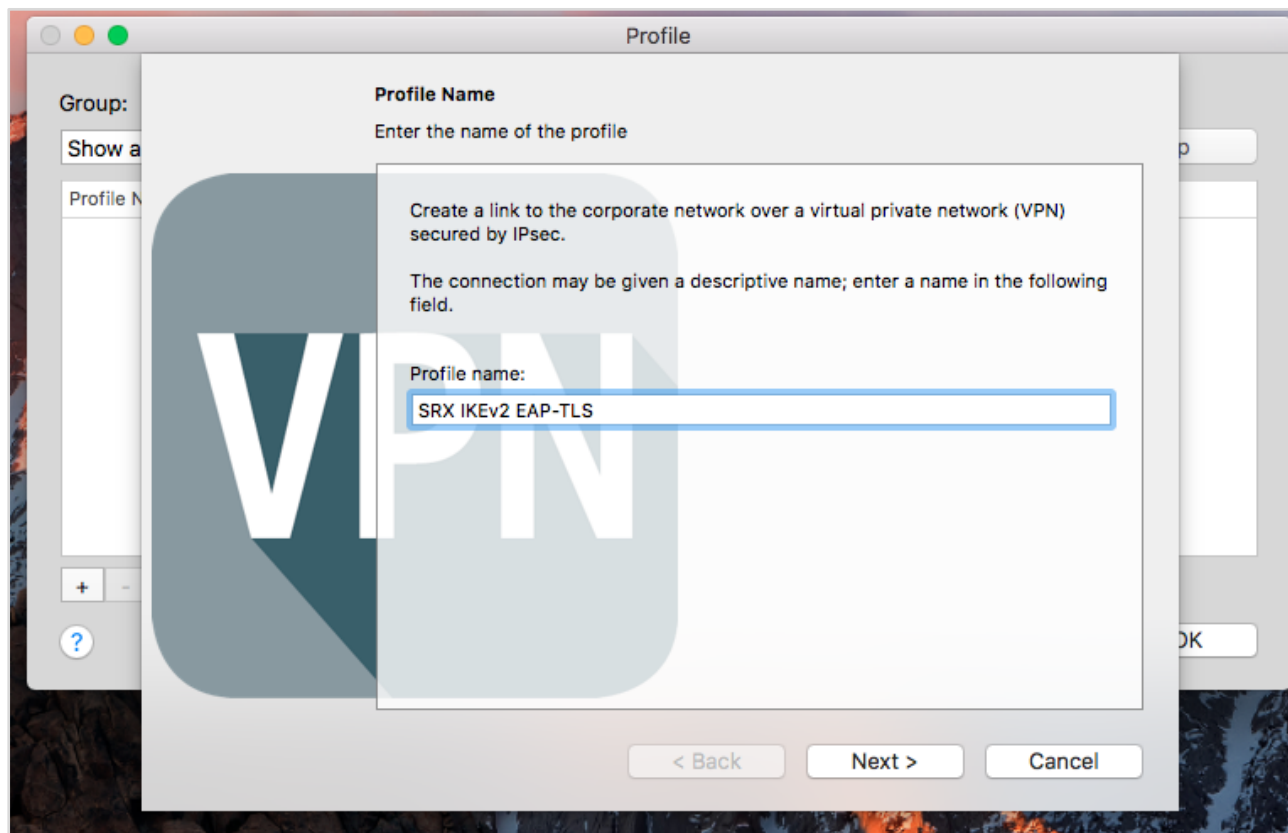 Profile
Group:
Show a
Profile N
Profile Name
Enter the name of the profile
Create a link to the corporate network over a virtual private network (VPN)
secured by IPsec.
The connection may be given a descriptive name; enter a name in the following
field.
VPN
Profile name:
SRX IKEv2 EAP-TLS
+ -
?
p
OK
< Back Next > Cancel